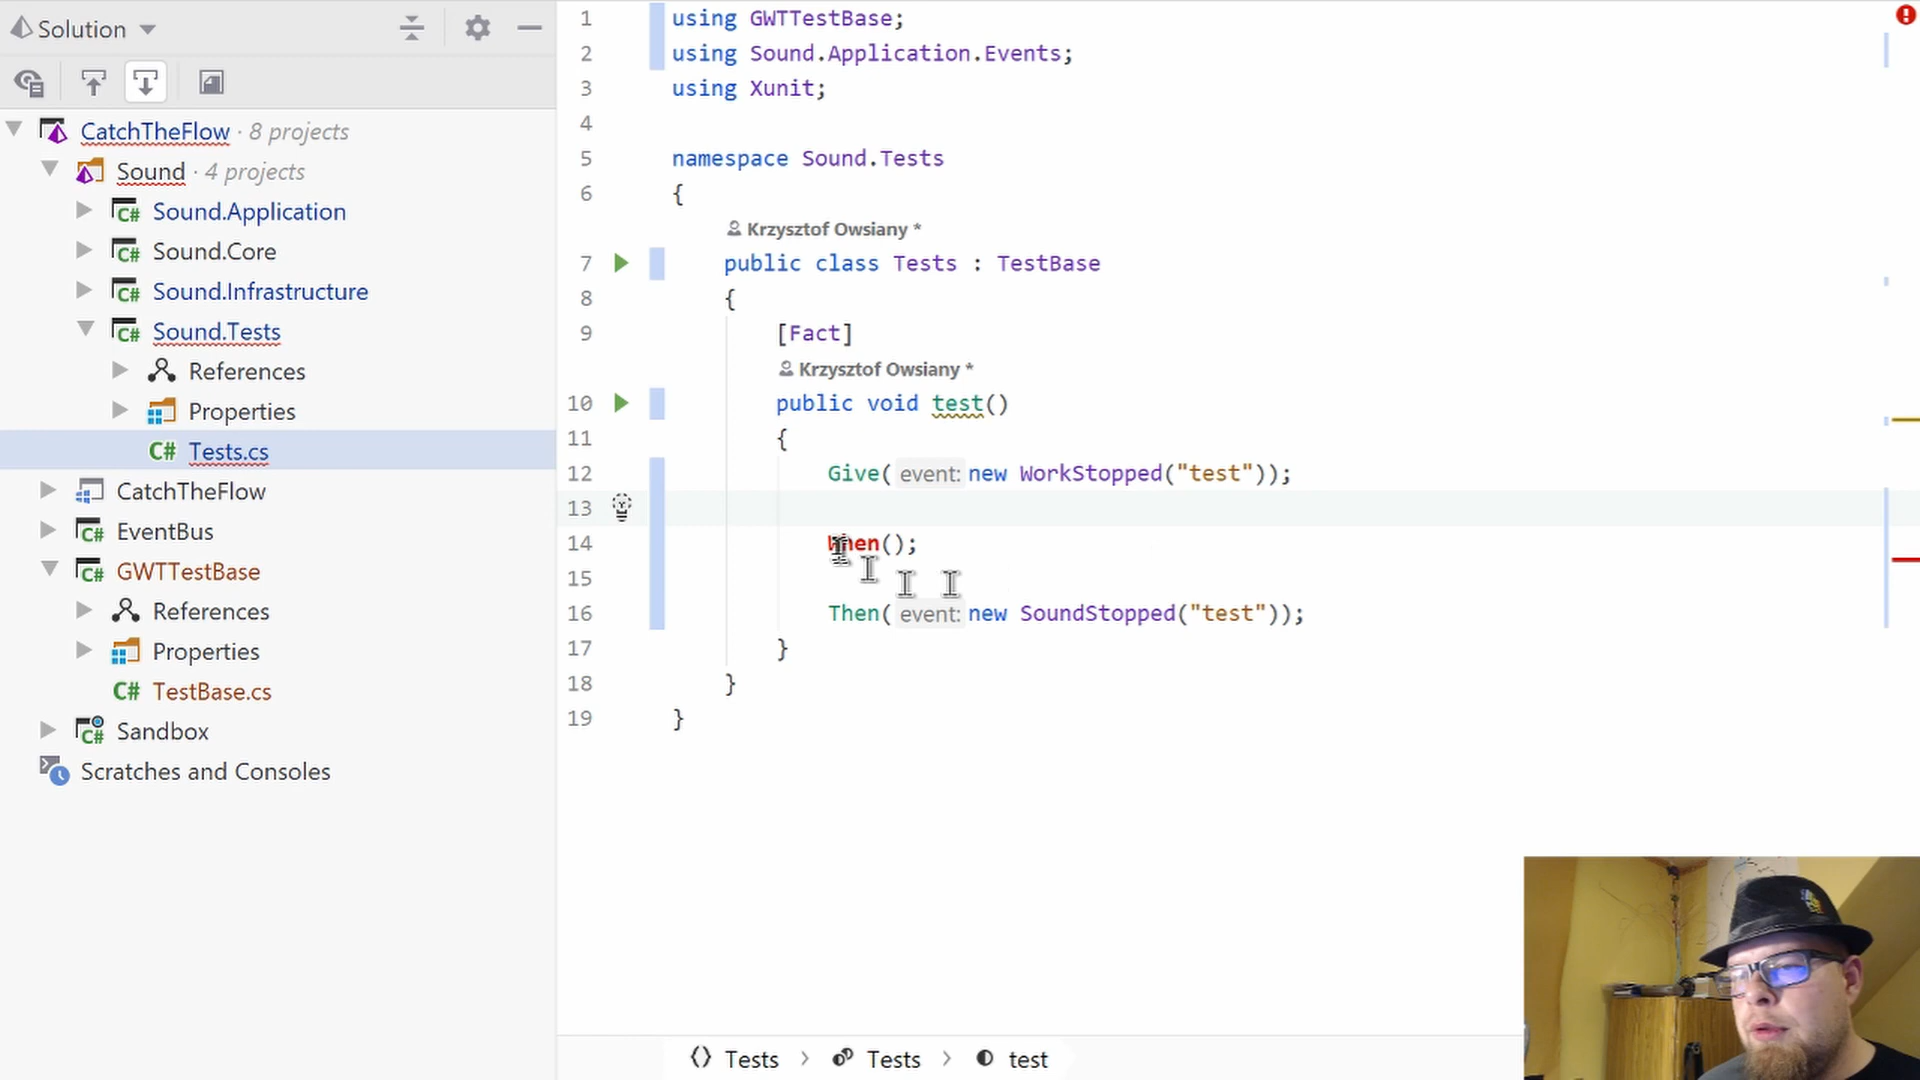 Solution
CatchTheFlow · 8 projects
Sound · 4 projects
Sound.Application
Sound.Core
Sound.Infrastructure
Sound.Tests
References
Properties
Tests.cs
CatchTheFlow
EventBus
GWTTestBase
References
Properties
TestBase.cs
Sandbox
Scratches and Consoles
1 using GWTTestBase;
2 using Sound.Application.Events;
3 using Xunit;
4
5 namespace Sound.Tests
6 {
Krzysztof Owsiany *
7 public class Tests : TestBase
8 {
9 [Fact]
Krzysztof Owsiany *
10 public void test()
11 {
12 Give( event: new WorkStopped("test"));
13
14 When();
15
16 Then( event: new SoundStopped("test"));
17 }
18 }
19 }
Tests > Tests > test